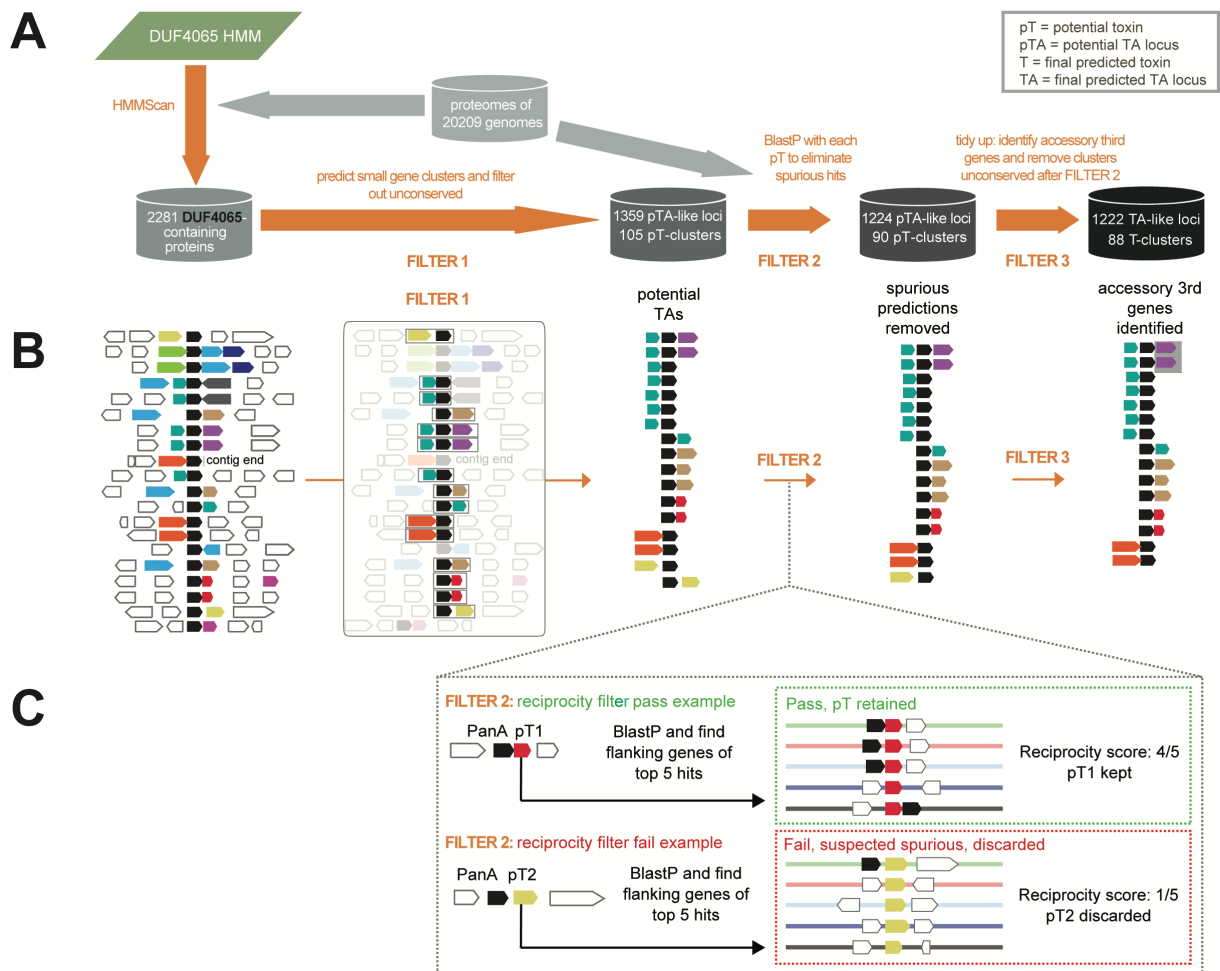 A
DUF4065 HMM
pT = potential toxin
pTA = potential TA locus
T = final predicted toxin
TA = final predicted TA locus
HMMScan
proteomes of
20209 genomes
BlastP with each
pT to eliminate
spurious hits
tidy up: identify accessory third
genes and remove clusters
unconserved after FILTER 2
predict small gene clusters and filter
out unconserved
2281 DUF4065-
containing
proteins
1359 pTA-like loci
105 pT-clusters
1224 pTA-like loci
90 pT-clusters
1222 TA-like loci
88 T-clusters
FILTER 1
FILTER 2
FILTER 3
B
FILTER 1
potential
TAs
spurious
predictions
removed
accessory 3rd
genes
identified
contig end
contig end
FILTER 2
FILTER 3
C
FILTER 2: reciprocity filter pass example
PanA pT1
BlastP and find
flanking genes of
top 5 hits
Pass, pT retained
Reciprocity score: 4/5
pT1 kept
FILTER 2: reciprocity filter fail example
PanA pT2
BlastP and find
flanking genes of
top 5 hits
Fail, suspected spurious, discarded
Reciprocity score: 1/5
pT2 discarded